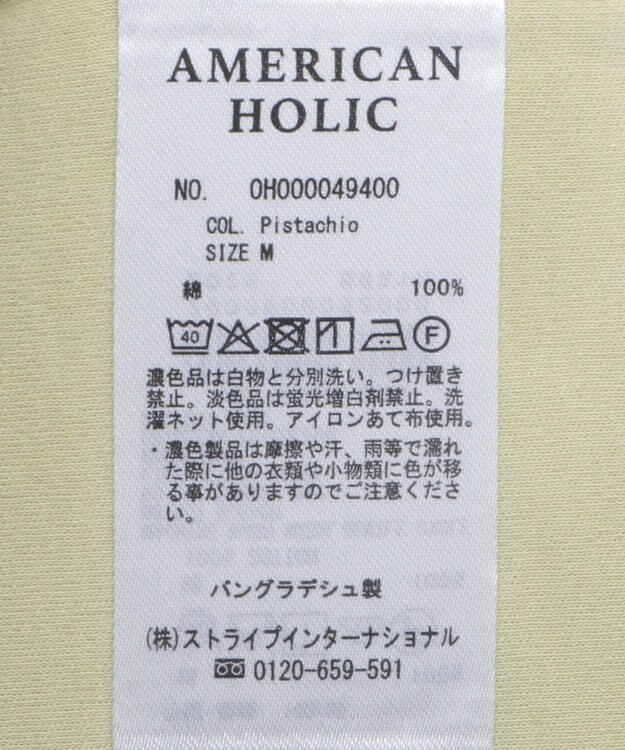 AMERICAN
HOLIC
NO. OH000049400
COL. Pistachio
SIZE M
綿 100%
40 F
濃色品は白物と分別洗い。つけ置き
禁止。淡色品は蛍光増白剤禁止。洗
濯ネット使用。アイロンあて布使用。
・濃色製品は摩擦や汗、雨等で濡れ
た際に他の衣類や小物類に色が移
る事がありますのでご注意くださ
い。
バングラデシュ製
(株)ストライプインターナショナル
0120-659-591